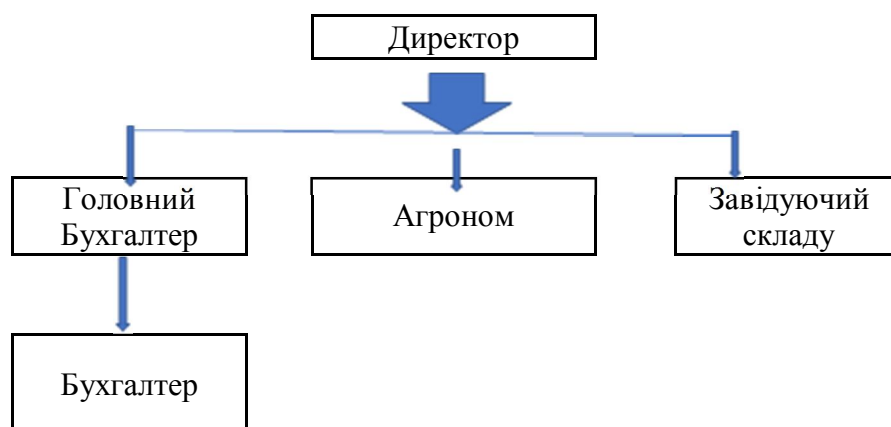 Директор
Головний
Бухгалтер
Агроном
Завідуючий
складу
Бухгалтер